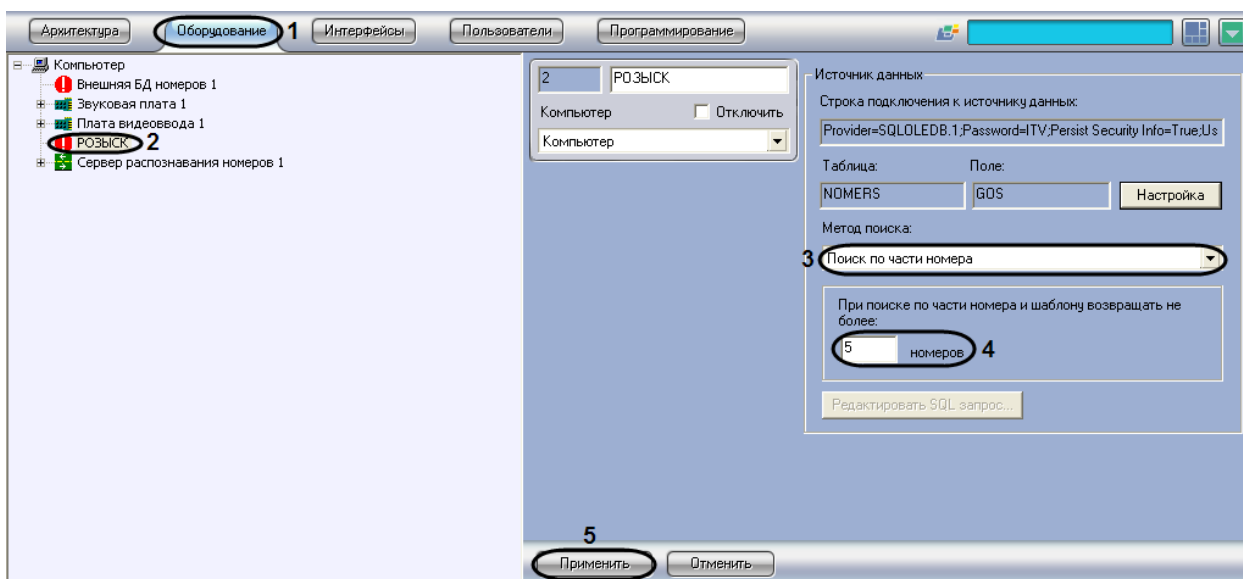 Архитектура Оборудование 1 Интерфейсы Пользователи Программирование
Компьютер
Внешняя БД номеров 1
Звуковая плата 1
Плата видеоввода 1
РОЗЫСК 2
Сервер распознавания номеров 1
2 РОЗЫСК
Компьютер Отключить
Компьютер
Источник данных
Строка подключения к источнику данных:
Provider=SQLOLEDB.1;Password=ITV;Persist Security Info=True;Us
Таблица: Поле:
NOMERS GOS Настройка
Метод поиска:
3 Поиск по части номера
При поиске по части номера и шаблону возвращать не
более:
5 номеров 4
Редактировать SQL запрос...
5
Применить Отменить